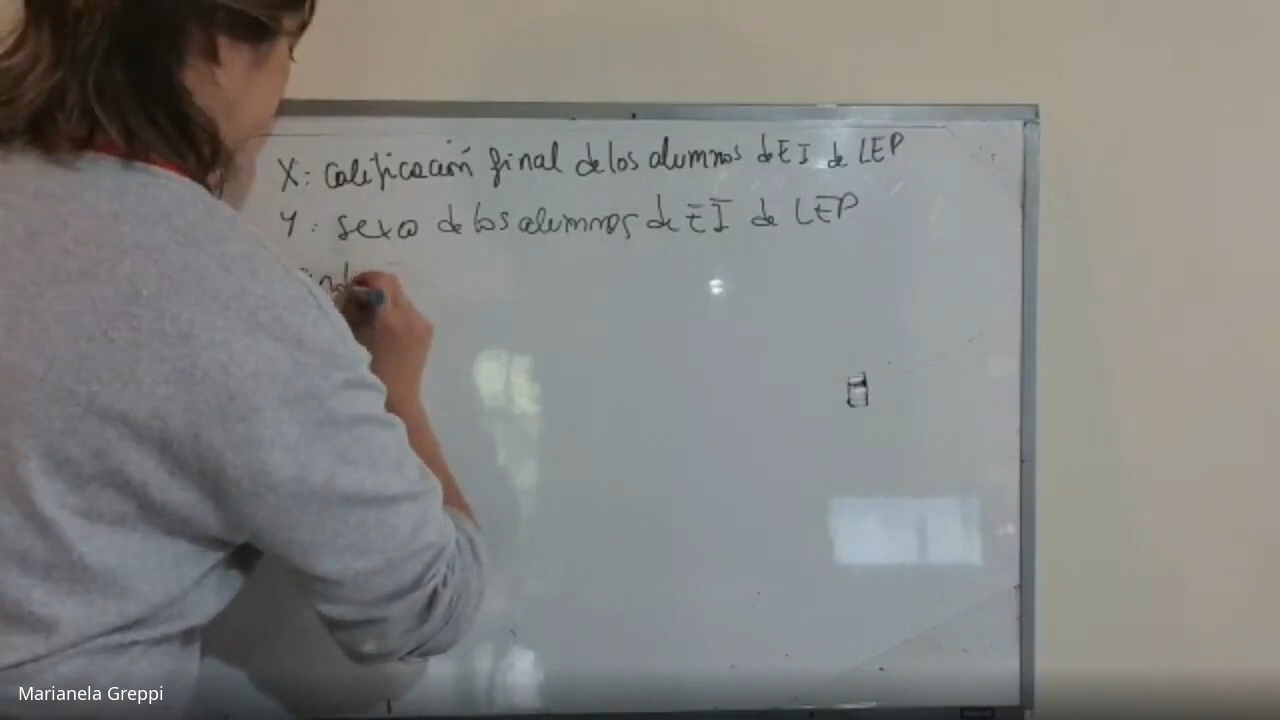 X: calificación final de los alumnos de EI de LEP
Y: sexo de los alumnos de EI de LEP
Marianela Greppi